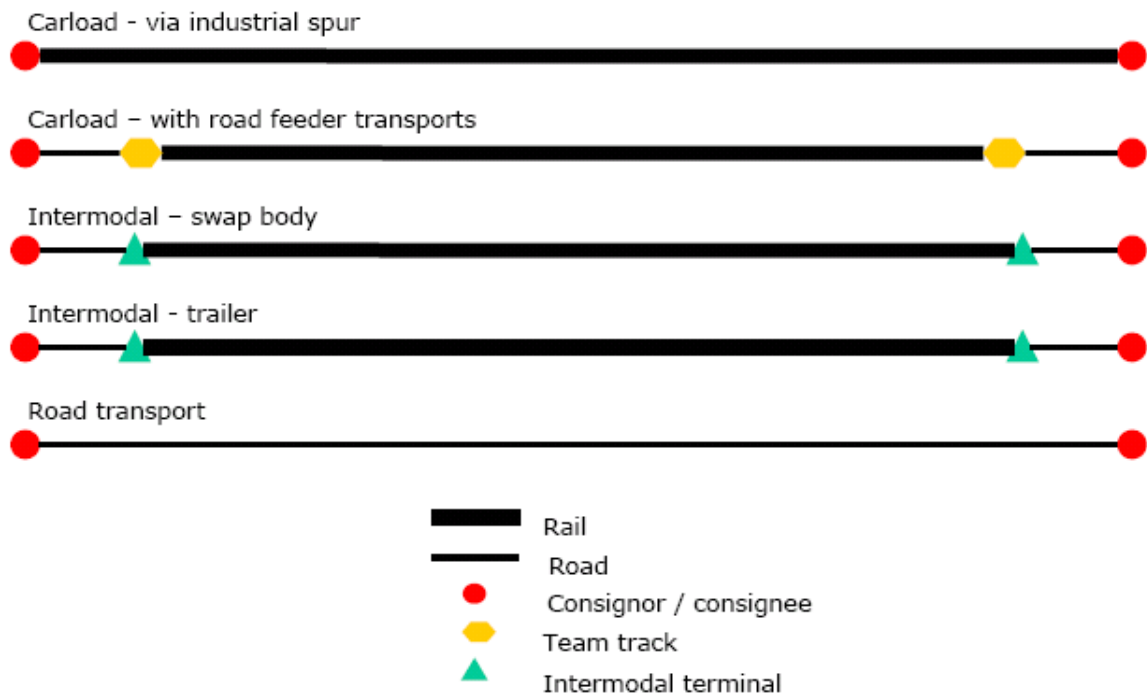 Carload - via industrial spur
Carload – with road feeder transports
Intermodal – swap body
Intermodal - trailer
Road transport
Rail
Road
Consignor / consignee
Team track
Intermodal terminal